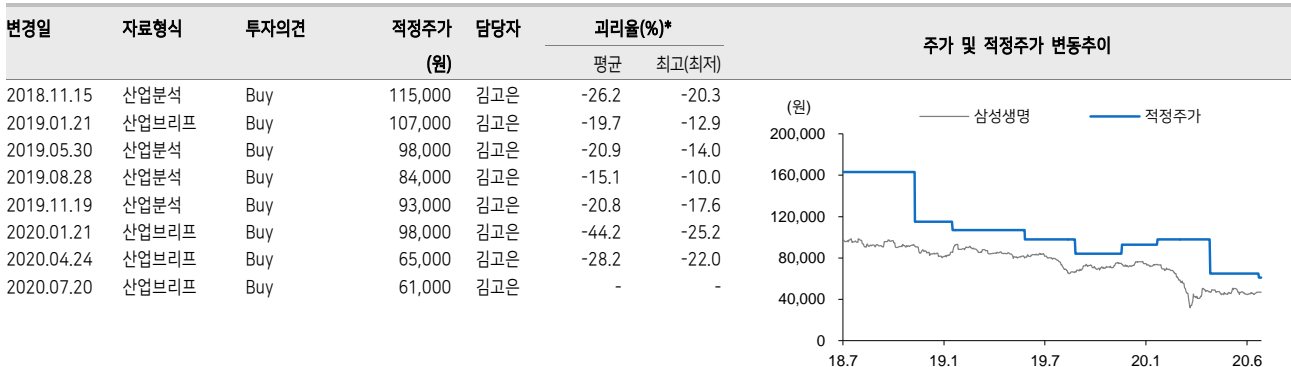 변경일 자료형식 투자의견 적정주가 담당자 괴리율(%)* 주가 및 적정주가 변동추이
(원) 평균 최고(최저)
2018.11.15 산업분석 Buy 115,000 김고은 -26.2 -20.3
2019.01.21 산업브리프 Buy 107,000 김고은 -19.7 -12.9
2019.05.30 산업분석 Buy 98,000 김고은 -20.9 -14.0
2019.08.28 산업분석 Buy 84,000 김고은 -15.1 -10.0
2019.11.19 산업분석 Buy 93,000 김고은 -20.8 -17.6
2020.01.21 산업브리프 Buy 98,000 김고은 -44.2 -25.2
2020.04.24 산업브리프 Buy 65,000 김고은 -28.2 -22.0
2020.07.20 산업브리프 Buy 61,000 김고은 - -
(원) 삼성생명 적정주가
200,000
160,000
120,000
80,000
40,000
0
18.7 19.1 19.7 20.1 20.6